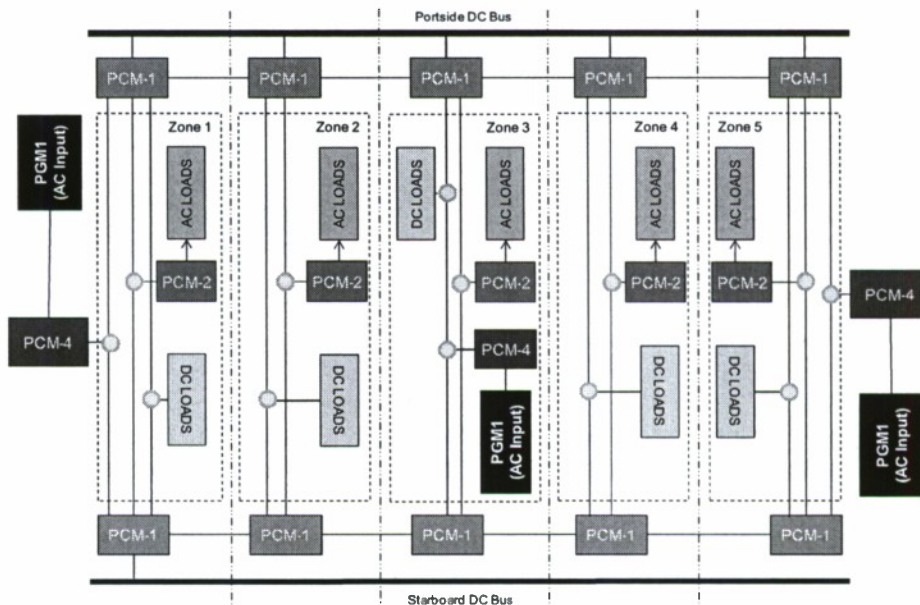 Portside DC Bus
PCM-1
PCM-1
PCM-1
PCM-1
PCM-1
Zone 1
Zone 2
Zone 3
Zone 4
Zone 5
PGM1
(AC Input)
AC LOADS
AC LOADS
DC LOADS
AC LOADS
AC LOADS
AC LOADS
PCM-2
PCM-2
PCM-2
PCM-2
PCM-2
PCM-4
PCM-4
PCM-4
DC LOADS
DC LOADS
DC LOADS
DC LOADS
PGM1
(AC Input)
PGM1
(AC Input)
PCM-1
PCM-1
PCM-1
PCM-1
PCM-1
Starboard DC Bus